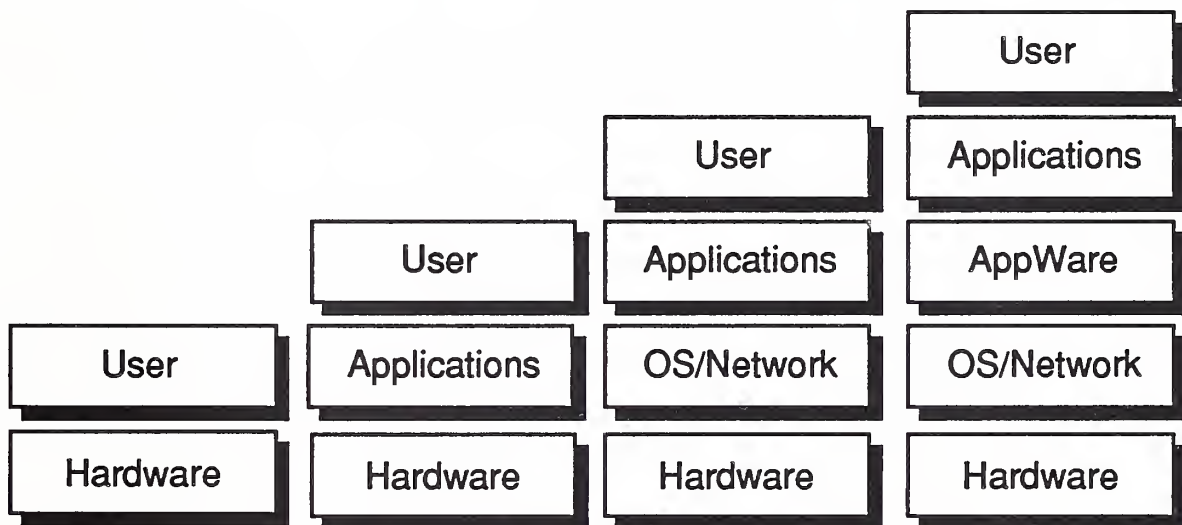 User
User
Applications
User
Applications
AppWare
User
Applications
OS/Network
OS/Network
Hardware
Hardware
Hardware
Hardware